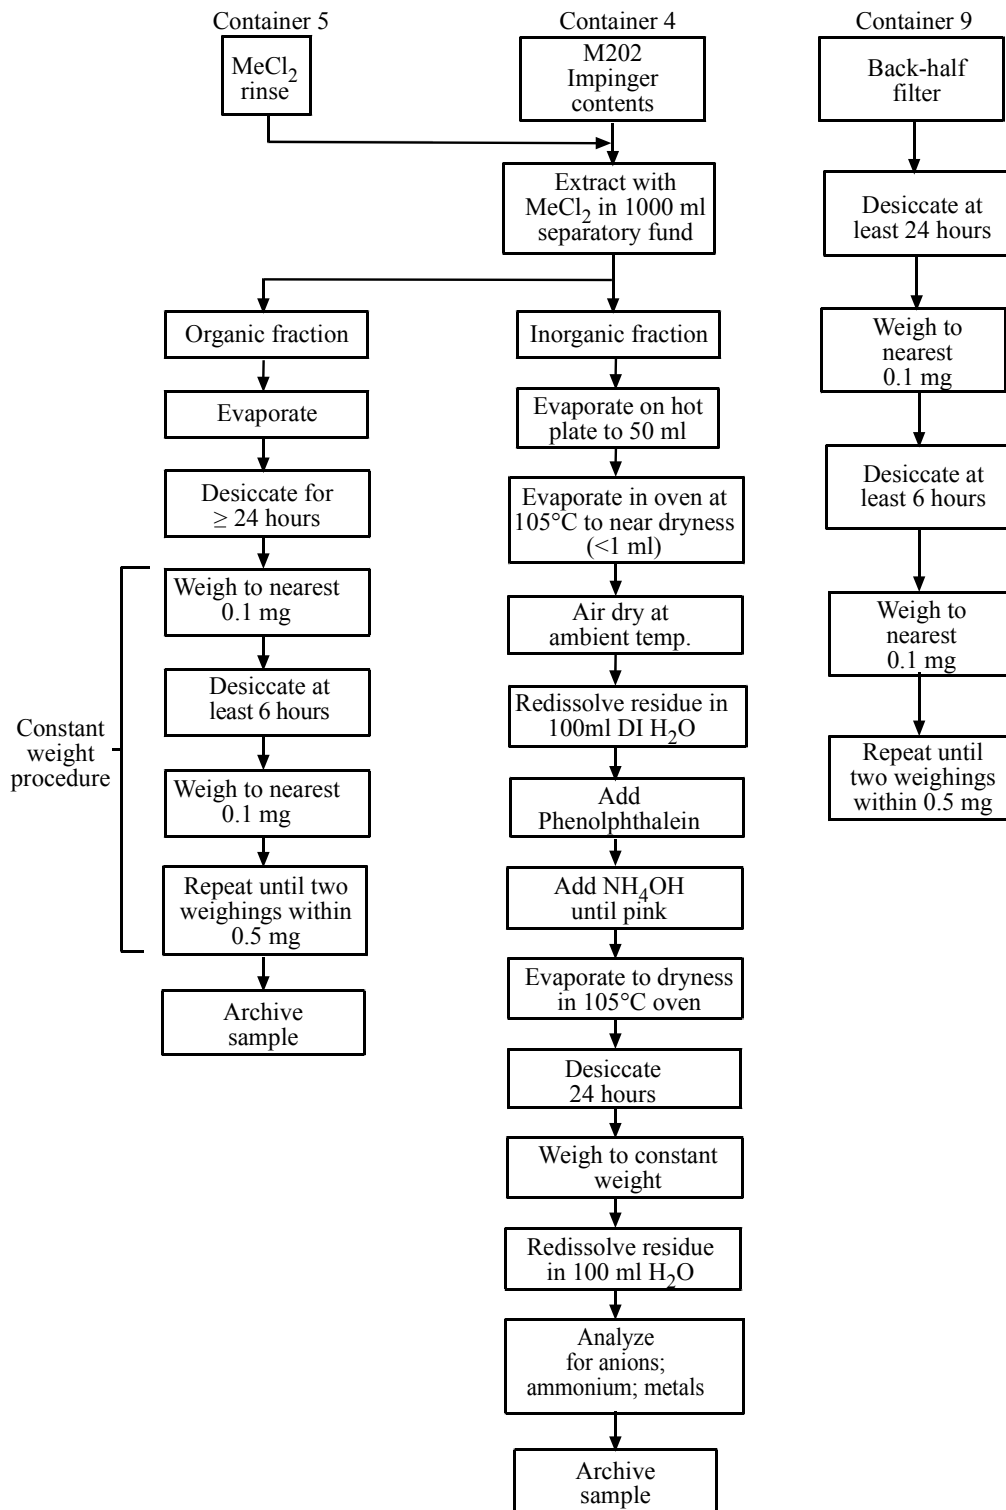 Container 5
MeCl2
rinse
Container 4
M202
Impinger
contents
Container 9
Back-half
filter
Extract with
MeCl2 in 1000 ml
separatory fund
Desiccate at
least 24 hours
Organic fraction
Inorganic fraction
Weigh to
nearest
0.1 mg
Evaporate
Evaporate on hot
plate to 50 ml
Desiccate for
≥ 24 hours
Evaporate in oven at
105°C to near dryness
(<1 ml)
Desiccate at
least 6 hours
Weigh to nearest
0.1 mg
Air dry at
ambient temp.
Weigh to
nearest
0.1 mg
Desiccate at
least 6 hours
Redissolve residue in
100ml DI H2O
Constant
weight
procedure
Weigh to nearest
0.1 mg
Add
Phenolphthalein
Repeat until
two weighings
within 0.5 mg
Repeat until two
weighings within
0.5 mg
Add NH4OH
until pink
Archive
sample
Evaporate to dryness
in 105°C oven
Desiccate
24 hours
Weigh to constant
weight
Redissolve residue
in 100 ml H2O
Analyze
for anions;
ammonium; metals
Archive
sample